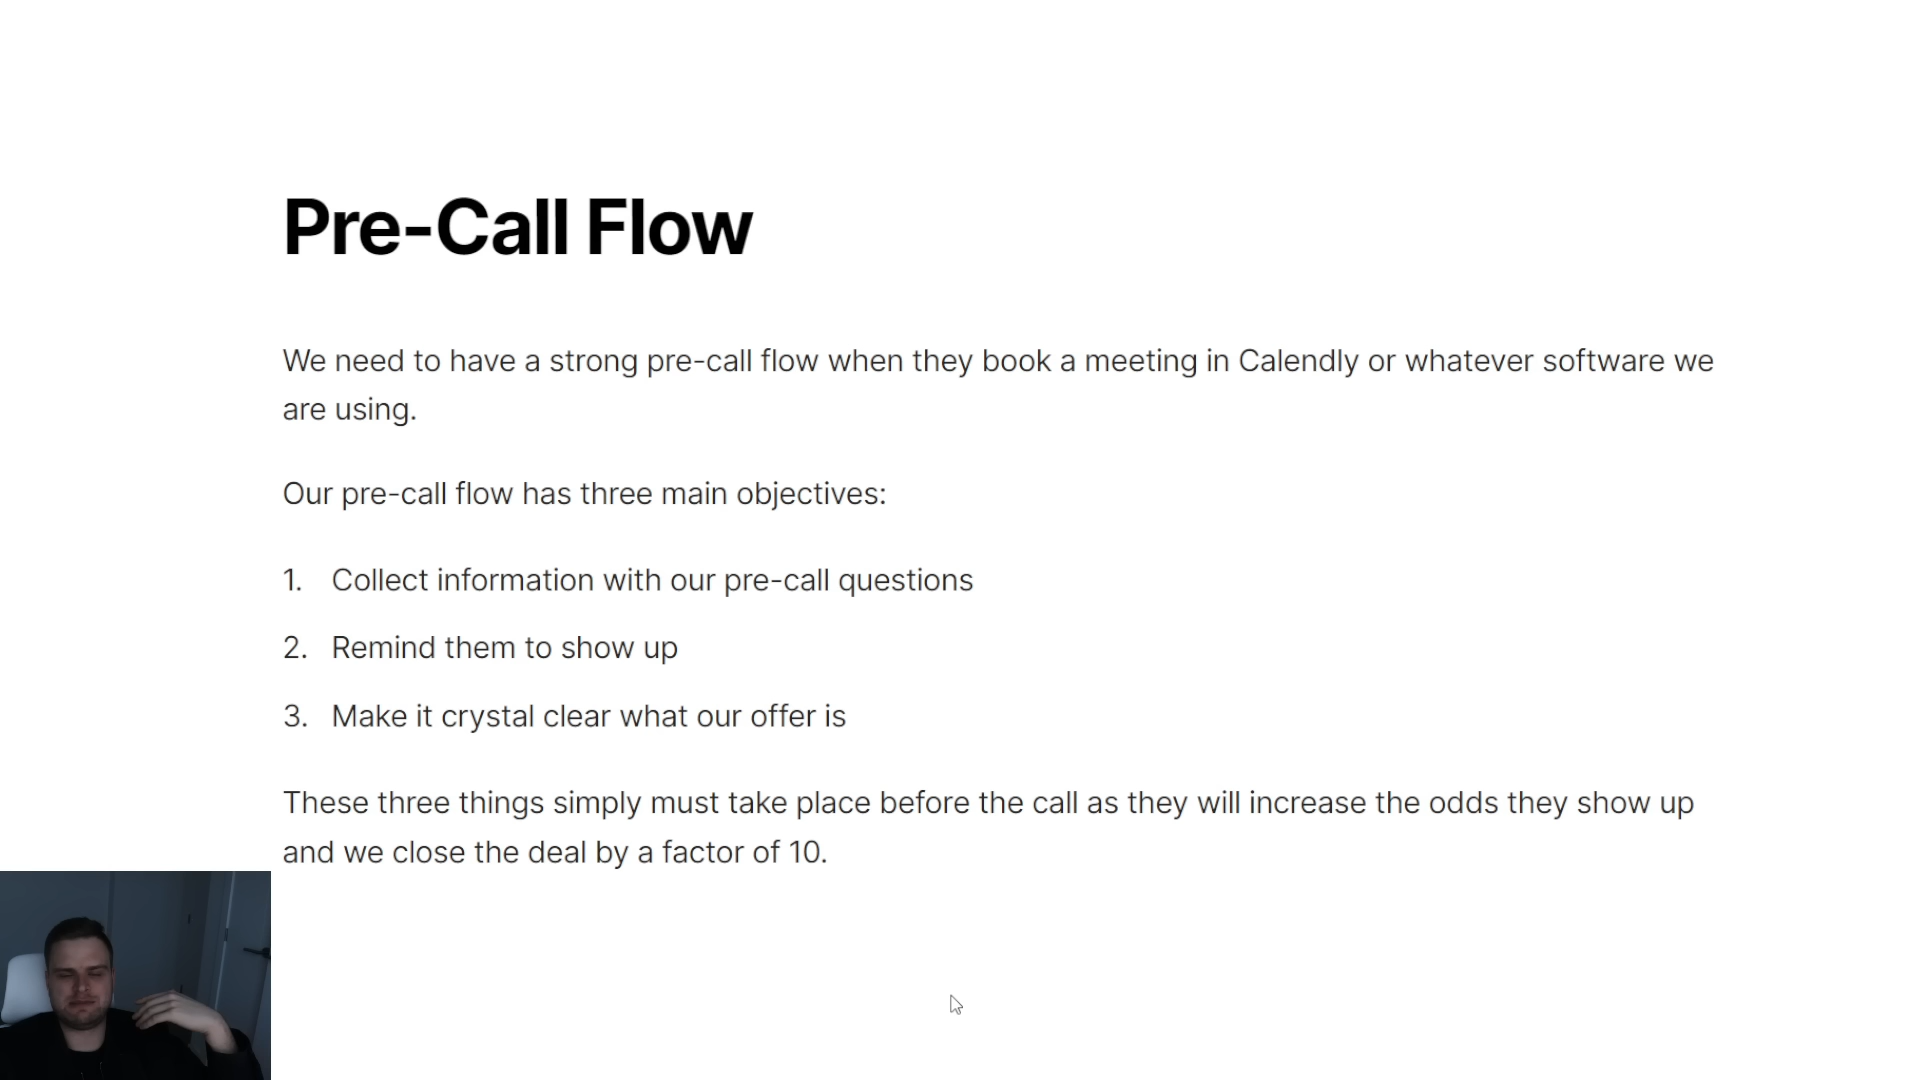 Pre-Call Flow
We need to have a strong pre-call flow when they book a meeting in Calendly or whatever software we
are using.
Our pre-call flow has three main objectives:
1. Collect information with our pre-call questions
2. Remind them to show up
3. Make it crystal clear what our offer is
These three things simply must take place before the call as they will increase the odds they show up
and we close the deal by a factor of 10.